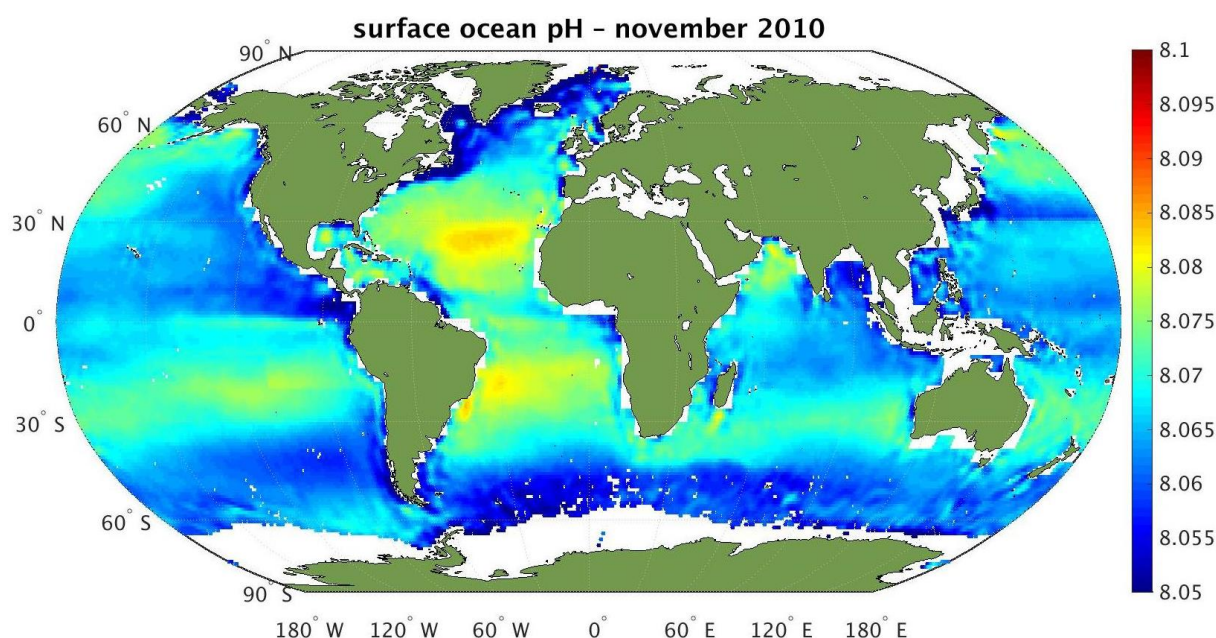 surface ocean pH – november 2010
90° N
60° N
30° N
0°
30° S
60° S
90° S
180° W
120° W
60° W
0°
60° E
120° E
180° E
8.1
8.095
8.09
8.085
8.08
8.075
8.07
8.065
8.06
8.055
8.05